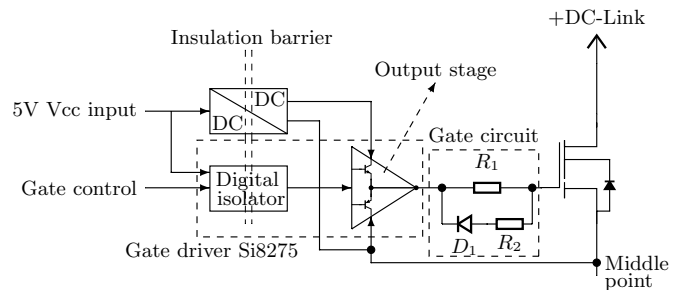 +DC-Link
Insulation barrier
Output stage
5V Vcc input
DC
DC
Gate circuit
R1
Digital
isolator
Gate control
D1
R2
Gate driver Si8275
Middle
point